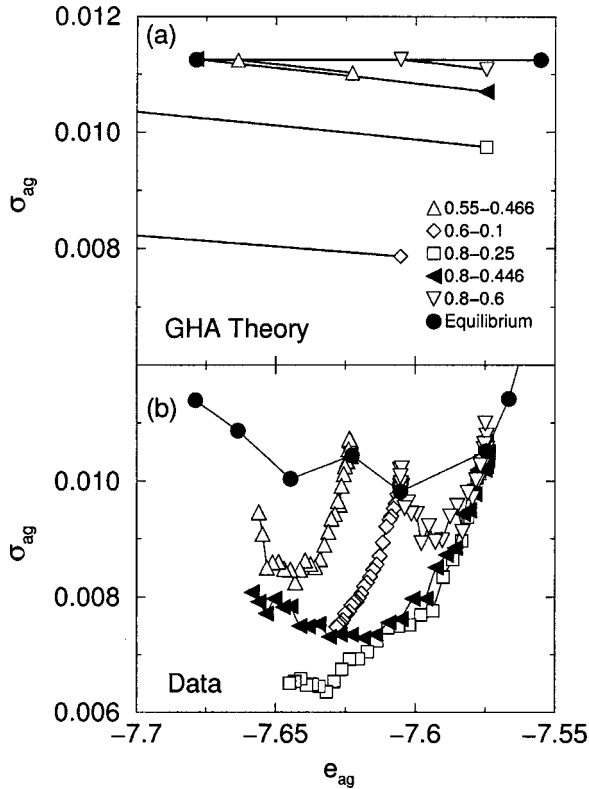 0.012
(a)
0.010
σag
0.008
0.55−0.466
0.6−0.1
0.8−0.25
0.8−0.446
0.8−0.6
Equilibrium
GHA Theory
(b)
0.010
σag
0.008
Data
0.006
−7.7
−7.65
−7.6
−7.55
eag